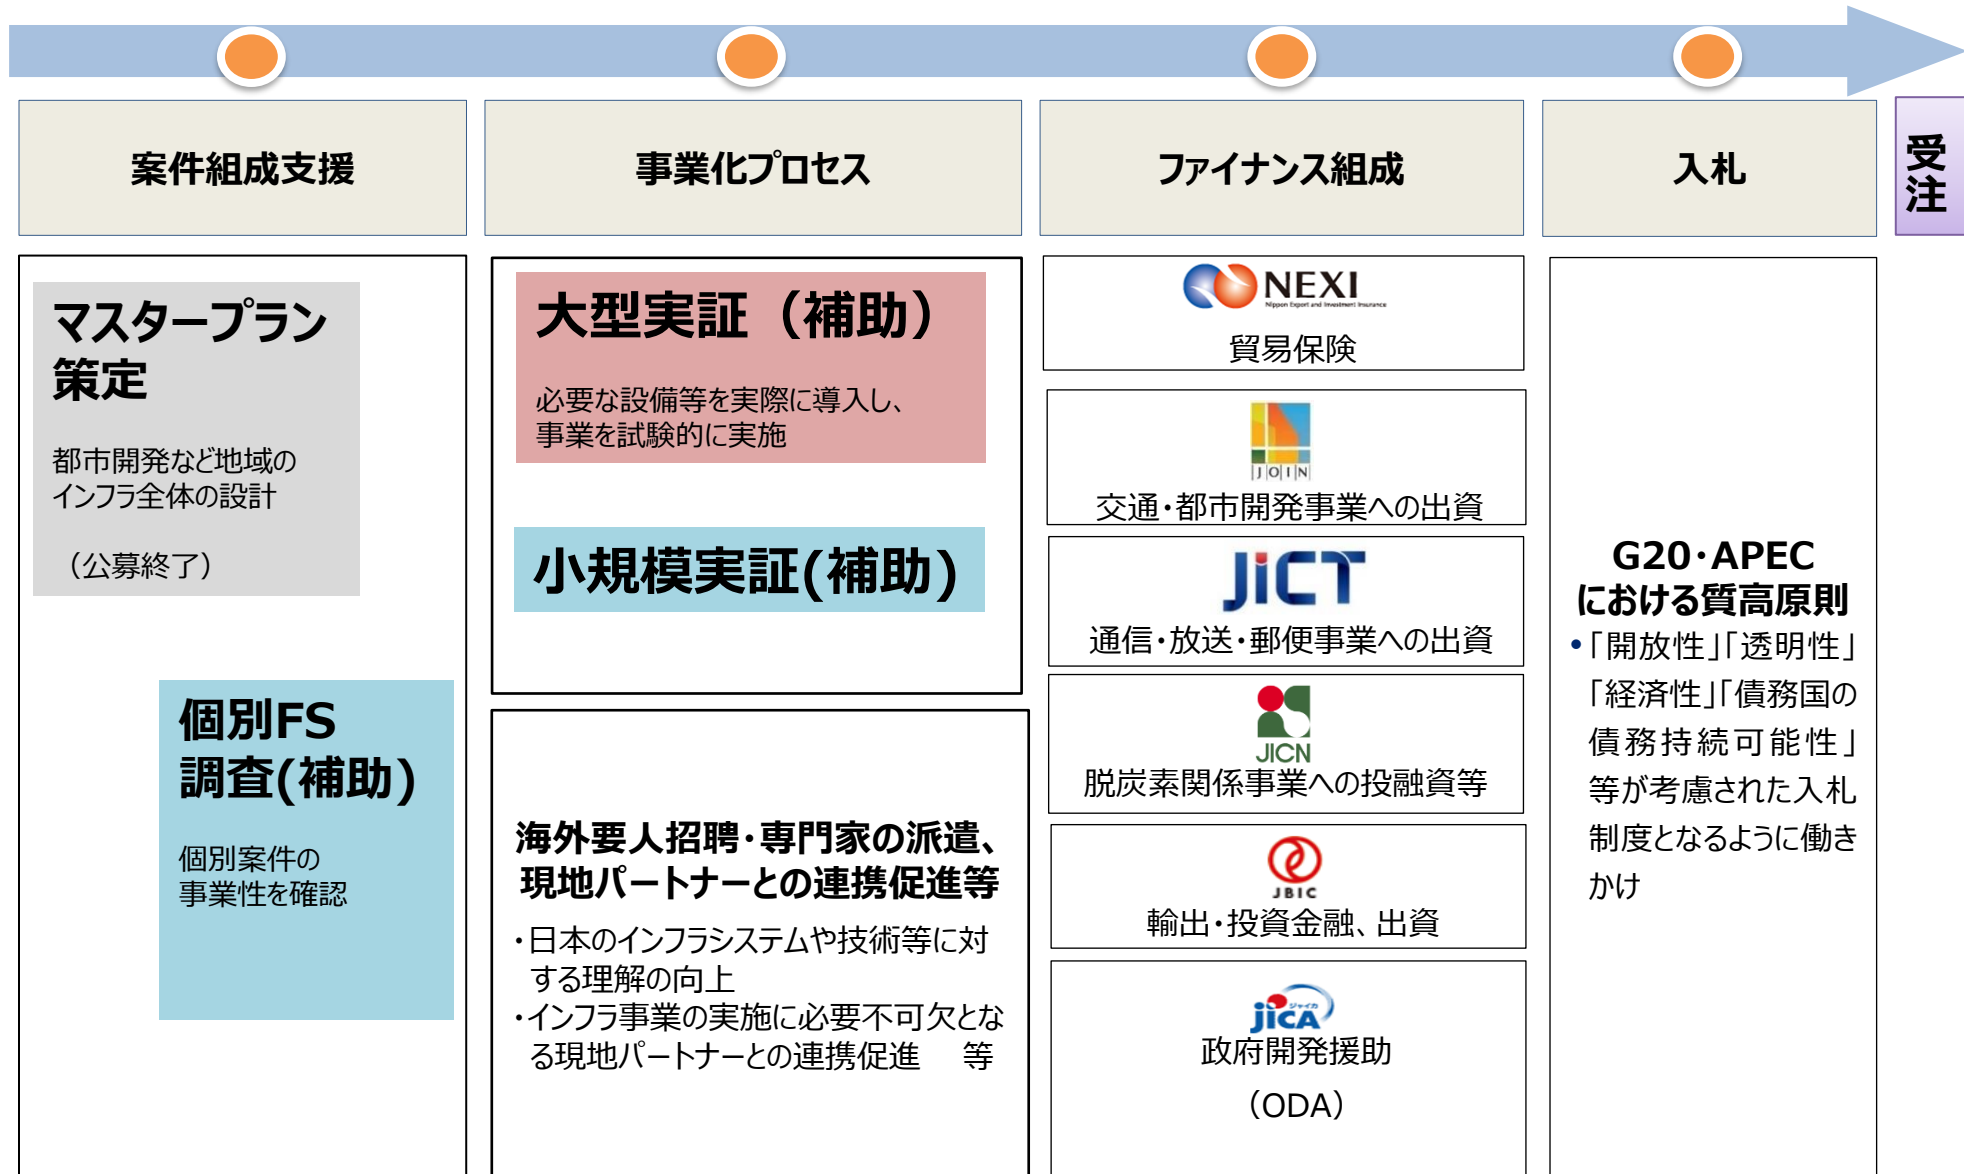 案件組成支援
事業化プロセス
ファイナンス組成
入札
受注
マスタープラン
策定
都市開発など地域の
インフラ全体の設計
（公募終了）
個別FS
調査(補助)
個別案件の
事業性を確認
大型実証（補助）
必要な設備等を実際に導入し、
事業を試験的に実施
小規模実証(補助)
海外要人招聘・専門家の派遣、
現地パートナーとの連携促進等
・日本のインフラシステムや技術等に対
する理解の向上
・インフラ事業の実施に必要不可欠とな
る現地パートナーとの連携促進　等
NEXI
Nippon Export and Investment Insurance
貿易保険
JOIN
交通・都市開発事業への出資
JICT
通信・放送・郵便事業への出資
JICN
脱炭素関係事業への投融資等
JBIC
輸出・投資金融、出資
ジャイカ
jICA
政府開発援助
（ODA）
G20・APEC
における質高原則
•「開放性」「透明性」
「経済性」「債務国の
債務持続可能性」
等が考慮された入札
制度となるように働き
かけ